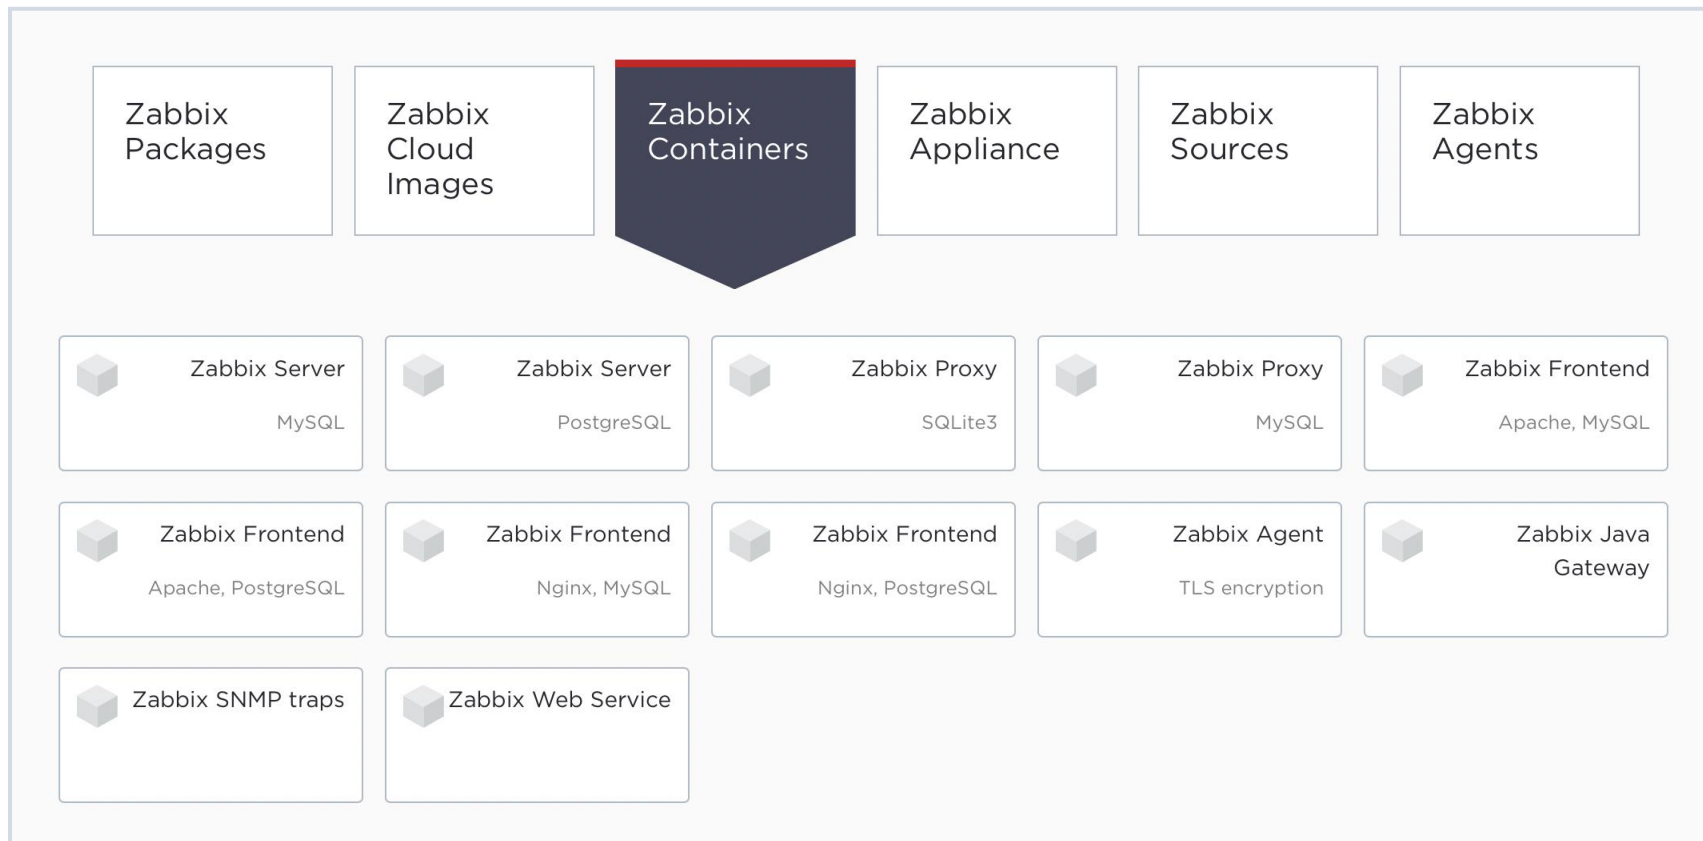 Zabbix
Packages
Zabbix
Cloud
Images
Zabbix
Containers
Zabbix
Appliance
Zabbix
Sources
Zabbix
Agents
Zabbix Server
MySQL
Zabbix Server
PostgreSQL
Zabbix Proxy
SQLite3
Zabbix Proxy
MySQL
Zabbix Frontend
Apache, MySQL
Zabbix Frontend
Apache, PostgreSQL
Zabbix Frontend
Nginx, MySQL
Zabbix Frontend
Nginx, PostgreSQL
Zabbix Agent
TLS encryption
Zabbix Java
Gateway
Zabbix SNMP traps
Zabbix Web Service